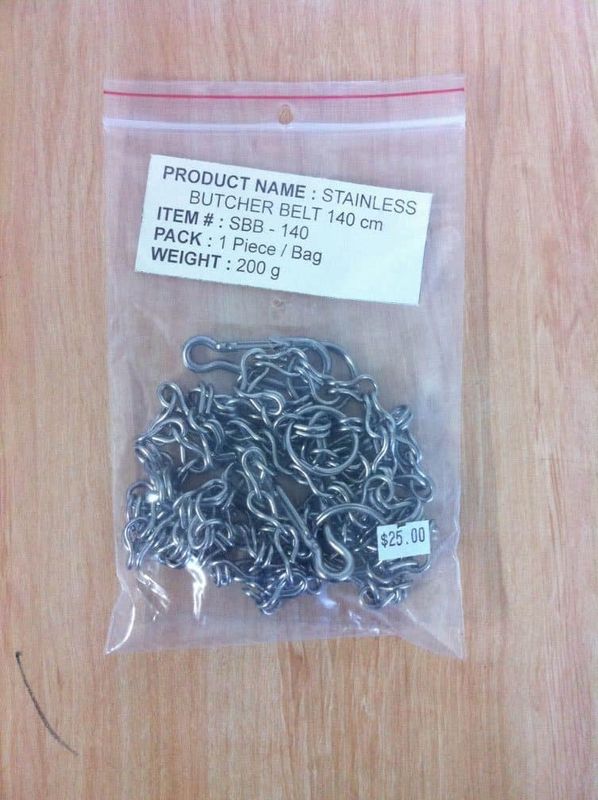 PRODUCT NAME : STAINLESS
BUTCHER BELT 140 cm
ITEM # : SBB - 140
PACK : 1 Piece / Bag
WEIGHT : 200 g
$25.00